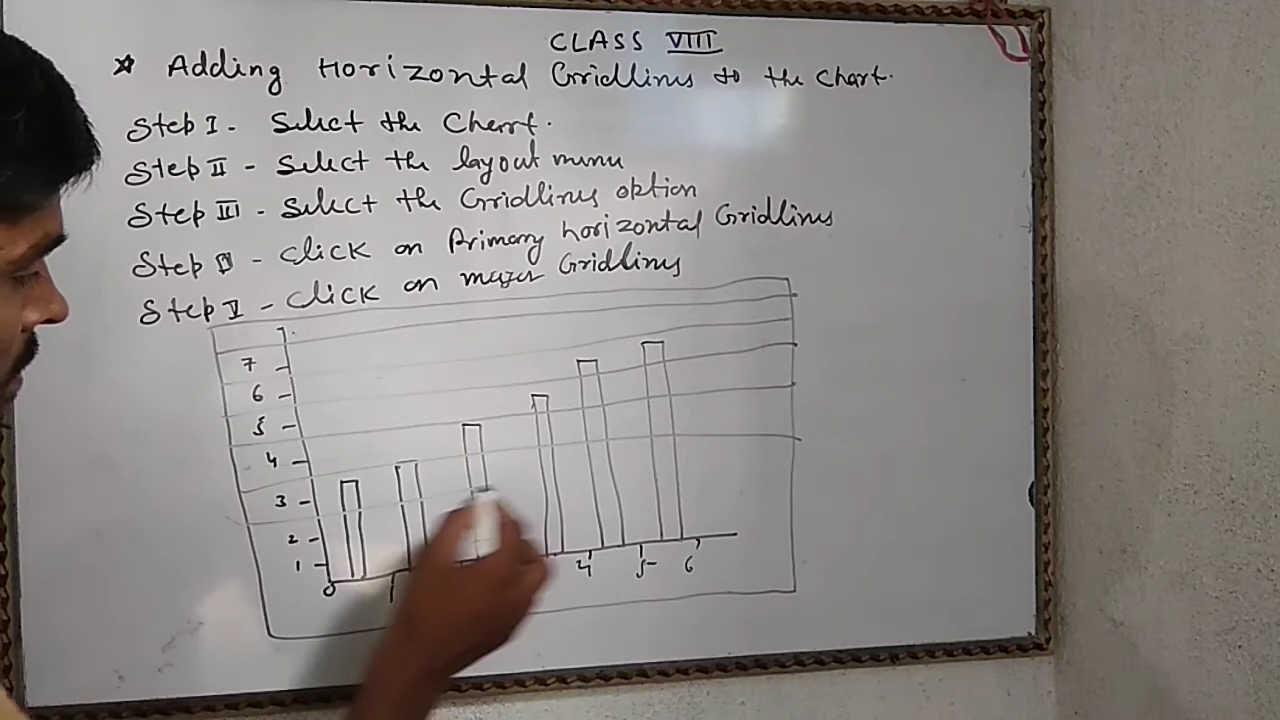 CLASS VIII
* Adding Horizontal Gridlines to the Chart.
Step I - Select the Chart.
Step II - Select the layout menu
Step III - Select the Gridlines option
Step IV - Click on Primary horizontal Gridlines
Step V - Click on major Gridlines
7
6
5
4
3
2
1
0 1 4 5 6